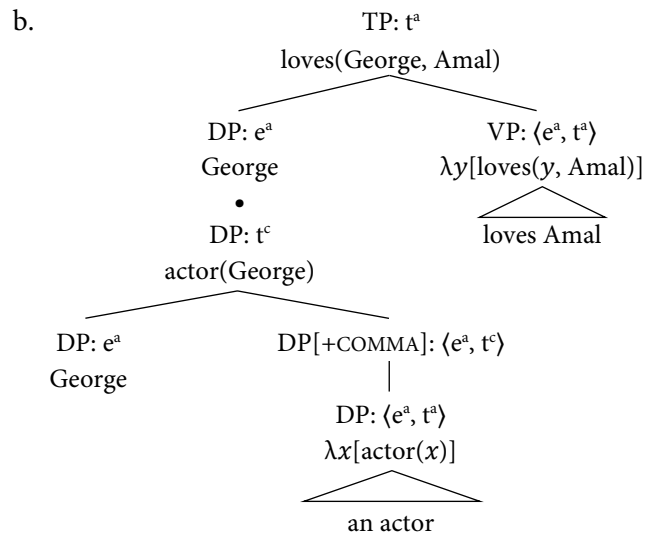 b.
TP: tᵃ
loves(George, Amal)
DP: eᵃ VP: ⟨eᵃ, tᵃ⟩
George λy[loves(y, Amal)]
•
DP: tᶜ loves Amal
actor(George)
DP: eᵃ DP[+COMMA]: ⟨eᵃ, tᶜ⟩
George
DP: ⟨eᵃ, tᵃ⟩
λx[actor(x)]
an actor